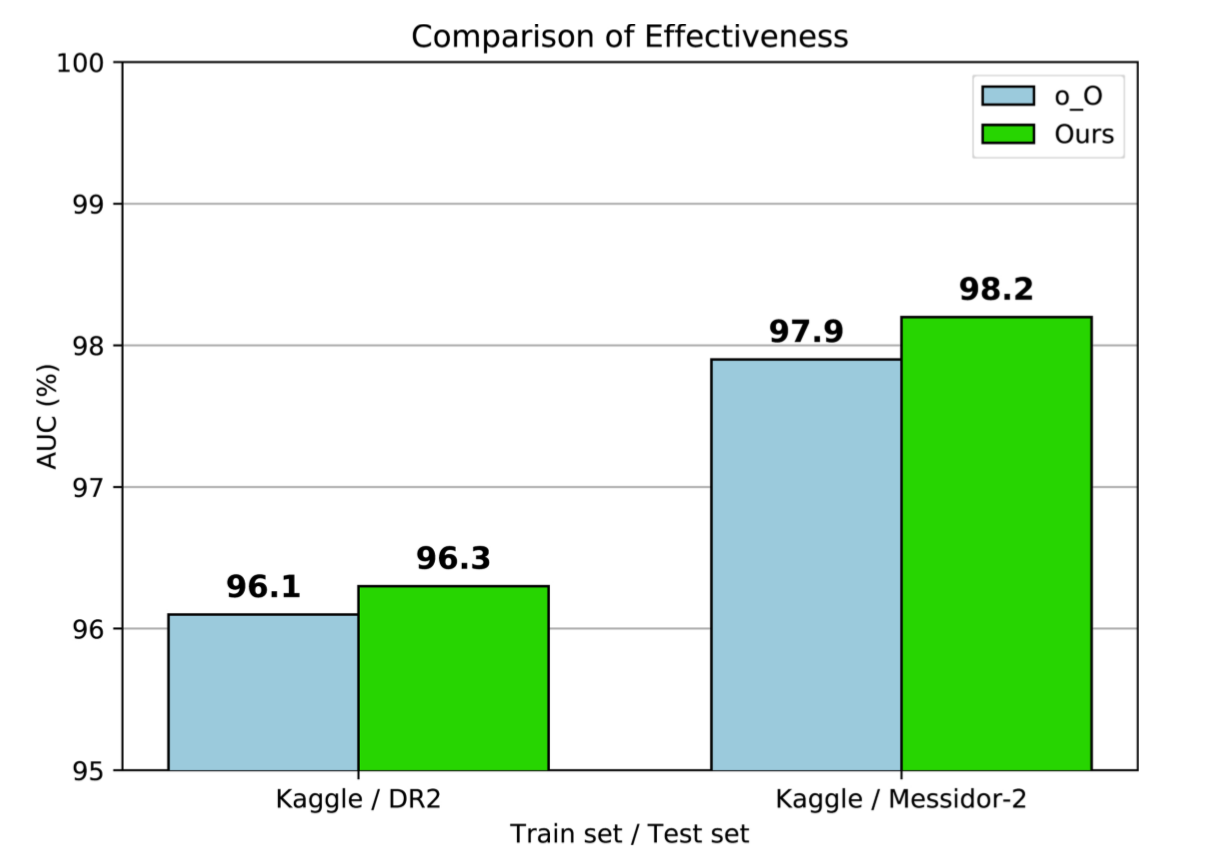 Comparison of Effectiveness
100
99
98
97
96
95
AUC (%)
o_O
Ours
96.1
96.3
97.9
98.2
Kaggle / DR2
Kaggle / Messidor-2
Train set / Test set